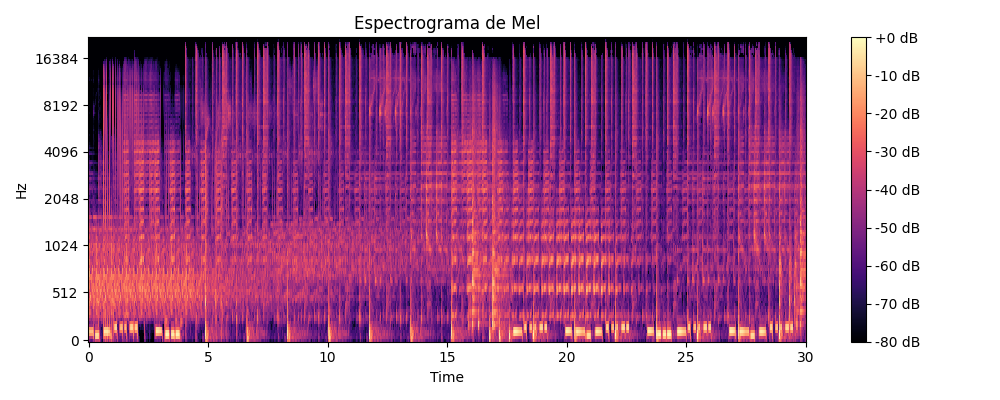 Espectrograma de Mel
Hz
16384
8192
4096
2048
1024
512
0
0 5 10 15 20 25 30
Time
+0 dB
-10 dB
-20 dB
-30 dB
-40 dB
-50 dB
-60 dB
-70 dB
-80 dB